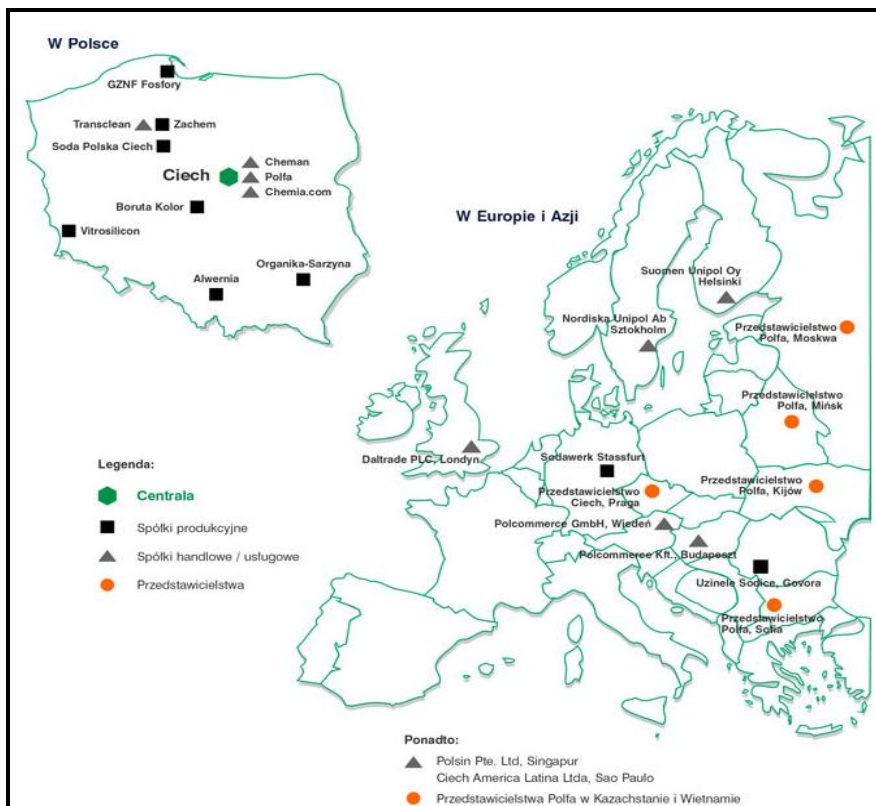 W Polsce
GZNF Fosfory
Transclean
Zachem
Soda Polska Ciech
Ciech
Cheman
Polfa
Chemia.com
Boruta Kolor
Vitrosilicon
Organika-Sarzyna
Alwernia
W Europie i Azji
Suomen Unipol Oy
Helsinki
Nordiska Unipol Ab
Sztokholm
Przedstawicielstwo
Polfa, Moskwa
Przedstawicielstwo
Polfa, Mińsk
Daltrade PLC, Londyn
Sodawerk Stassfurt
Przedstawicielstwo
Ciech, Praga
Przedstawicielstwo
Polfa, Kijów
Polcommerce GmbH, Wiedeń
Polcommerce Kft., Budapeszt
Uzinele Sodice, Govora
Przedstawicielstwo
Polfa, Sofia
Legenda:
Centrala
Spółki produkcyjne
Spółki handlowe / usługowe
Przedstawicielstwa
Ponadto:
Polsin Pte. Ltd, Singapur
Ciech America Latina Ltda, Sao Paulo
Przedstawicielstwa Polfa w Kazachstanie i Wietnamie